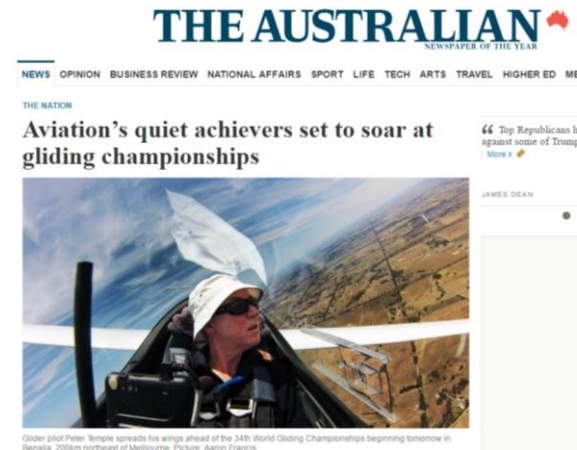 THE AUSTRALIAN
NEWSPAPER OF THE YEAR
NEWS OPINION BUSINESS REVIEW NATIONAL AFFAIRS SPORT LIFE TECH ARTS TRAVEL HIGHER ED ME
THE NATION
Aviation's quiet achievers set to soar at
gliding championships
“ Top Republicans h
against some of Trump
More ›
JAMES DEAN
Glider pilot Peter Temple spreads his wings ahead of the 34th World Gliding Championships beginning tomorrow in
Benalla, 200km northeast of Melbourne. Picture: Aaron Francis